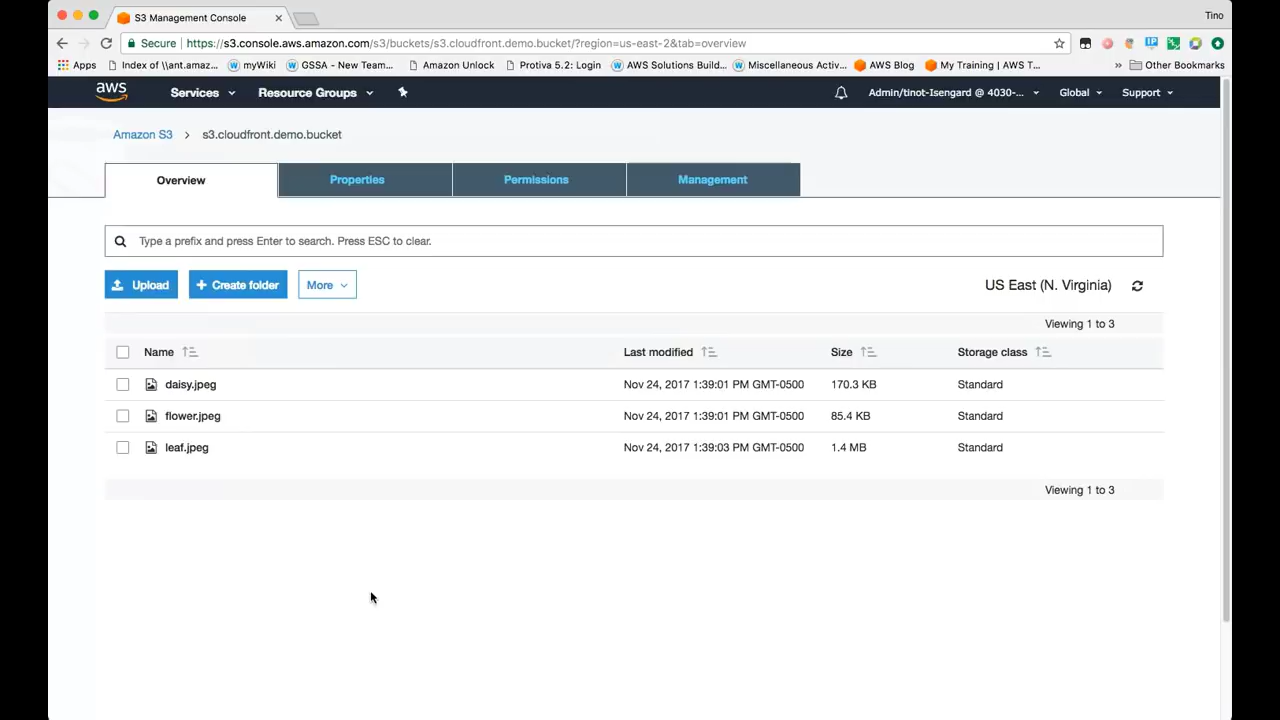 S3 Management Console
Tino
Secure https://s3.console.aws.amazon.com/s3/buckets/s3.cloudfront.demo.bucket/?region=us-east-2&tab=overview
Apps Index of \\ant.amaz... myWiki GSSA - New Team... Amazon Unlock Protiva 5.2: Login AWS Solutions Build... Miscellaneous Activ... AWS Blog My Training | AWS T... » Other Bookmarks
aws Services Resource Groups Admin/tinot-Isengard @ 4030-... Global Support
Amazon S3 > s3.cloudfront.demo.bucket
Overview Properties Permissions Management
Type a prefix and press Enter to search. Press ESC to clear.
Upload + Create folder More US East (N. Virginia)
Viewing 1 to 3
Name Last modified Size Storage class
daisy.jpeg Nov 24, 2017 1:39:01 PM GMT-0500 170.3 KB Standard
flower.jpeg Nov 24, 2017 1:39:01 PM GMT-0500 85.4 KB Standard
leaf.jpeg Nov 24, 2017 1:39:03 PM GMT-0500 1.4 MB Standard
Viewing 1 to 3